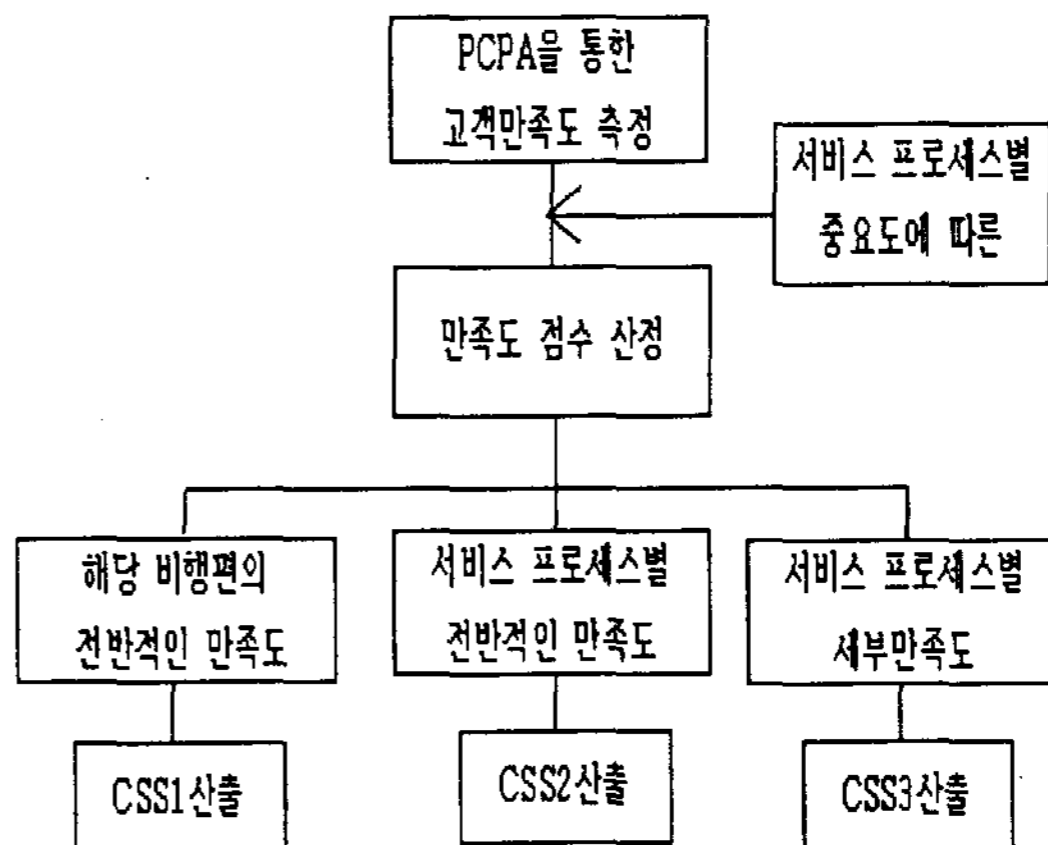 PCPA을 통한
고객만족도 측정
서비스 프로세스별
중요도에 따른
만족도 점수 산정
해당 비행편의
전반적인 만족도
서비스 프로세스별
전반적인 만족도
서비스 프로세스별
세부만족도
CSS1산출
CSS2산출
CSS3산출